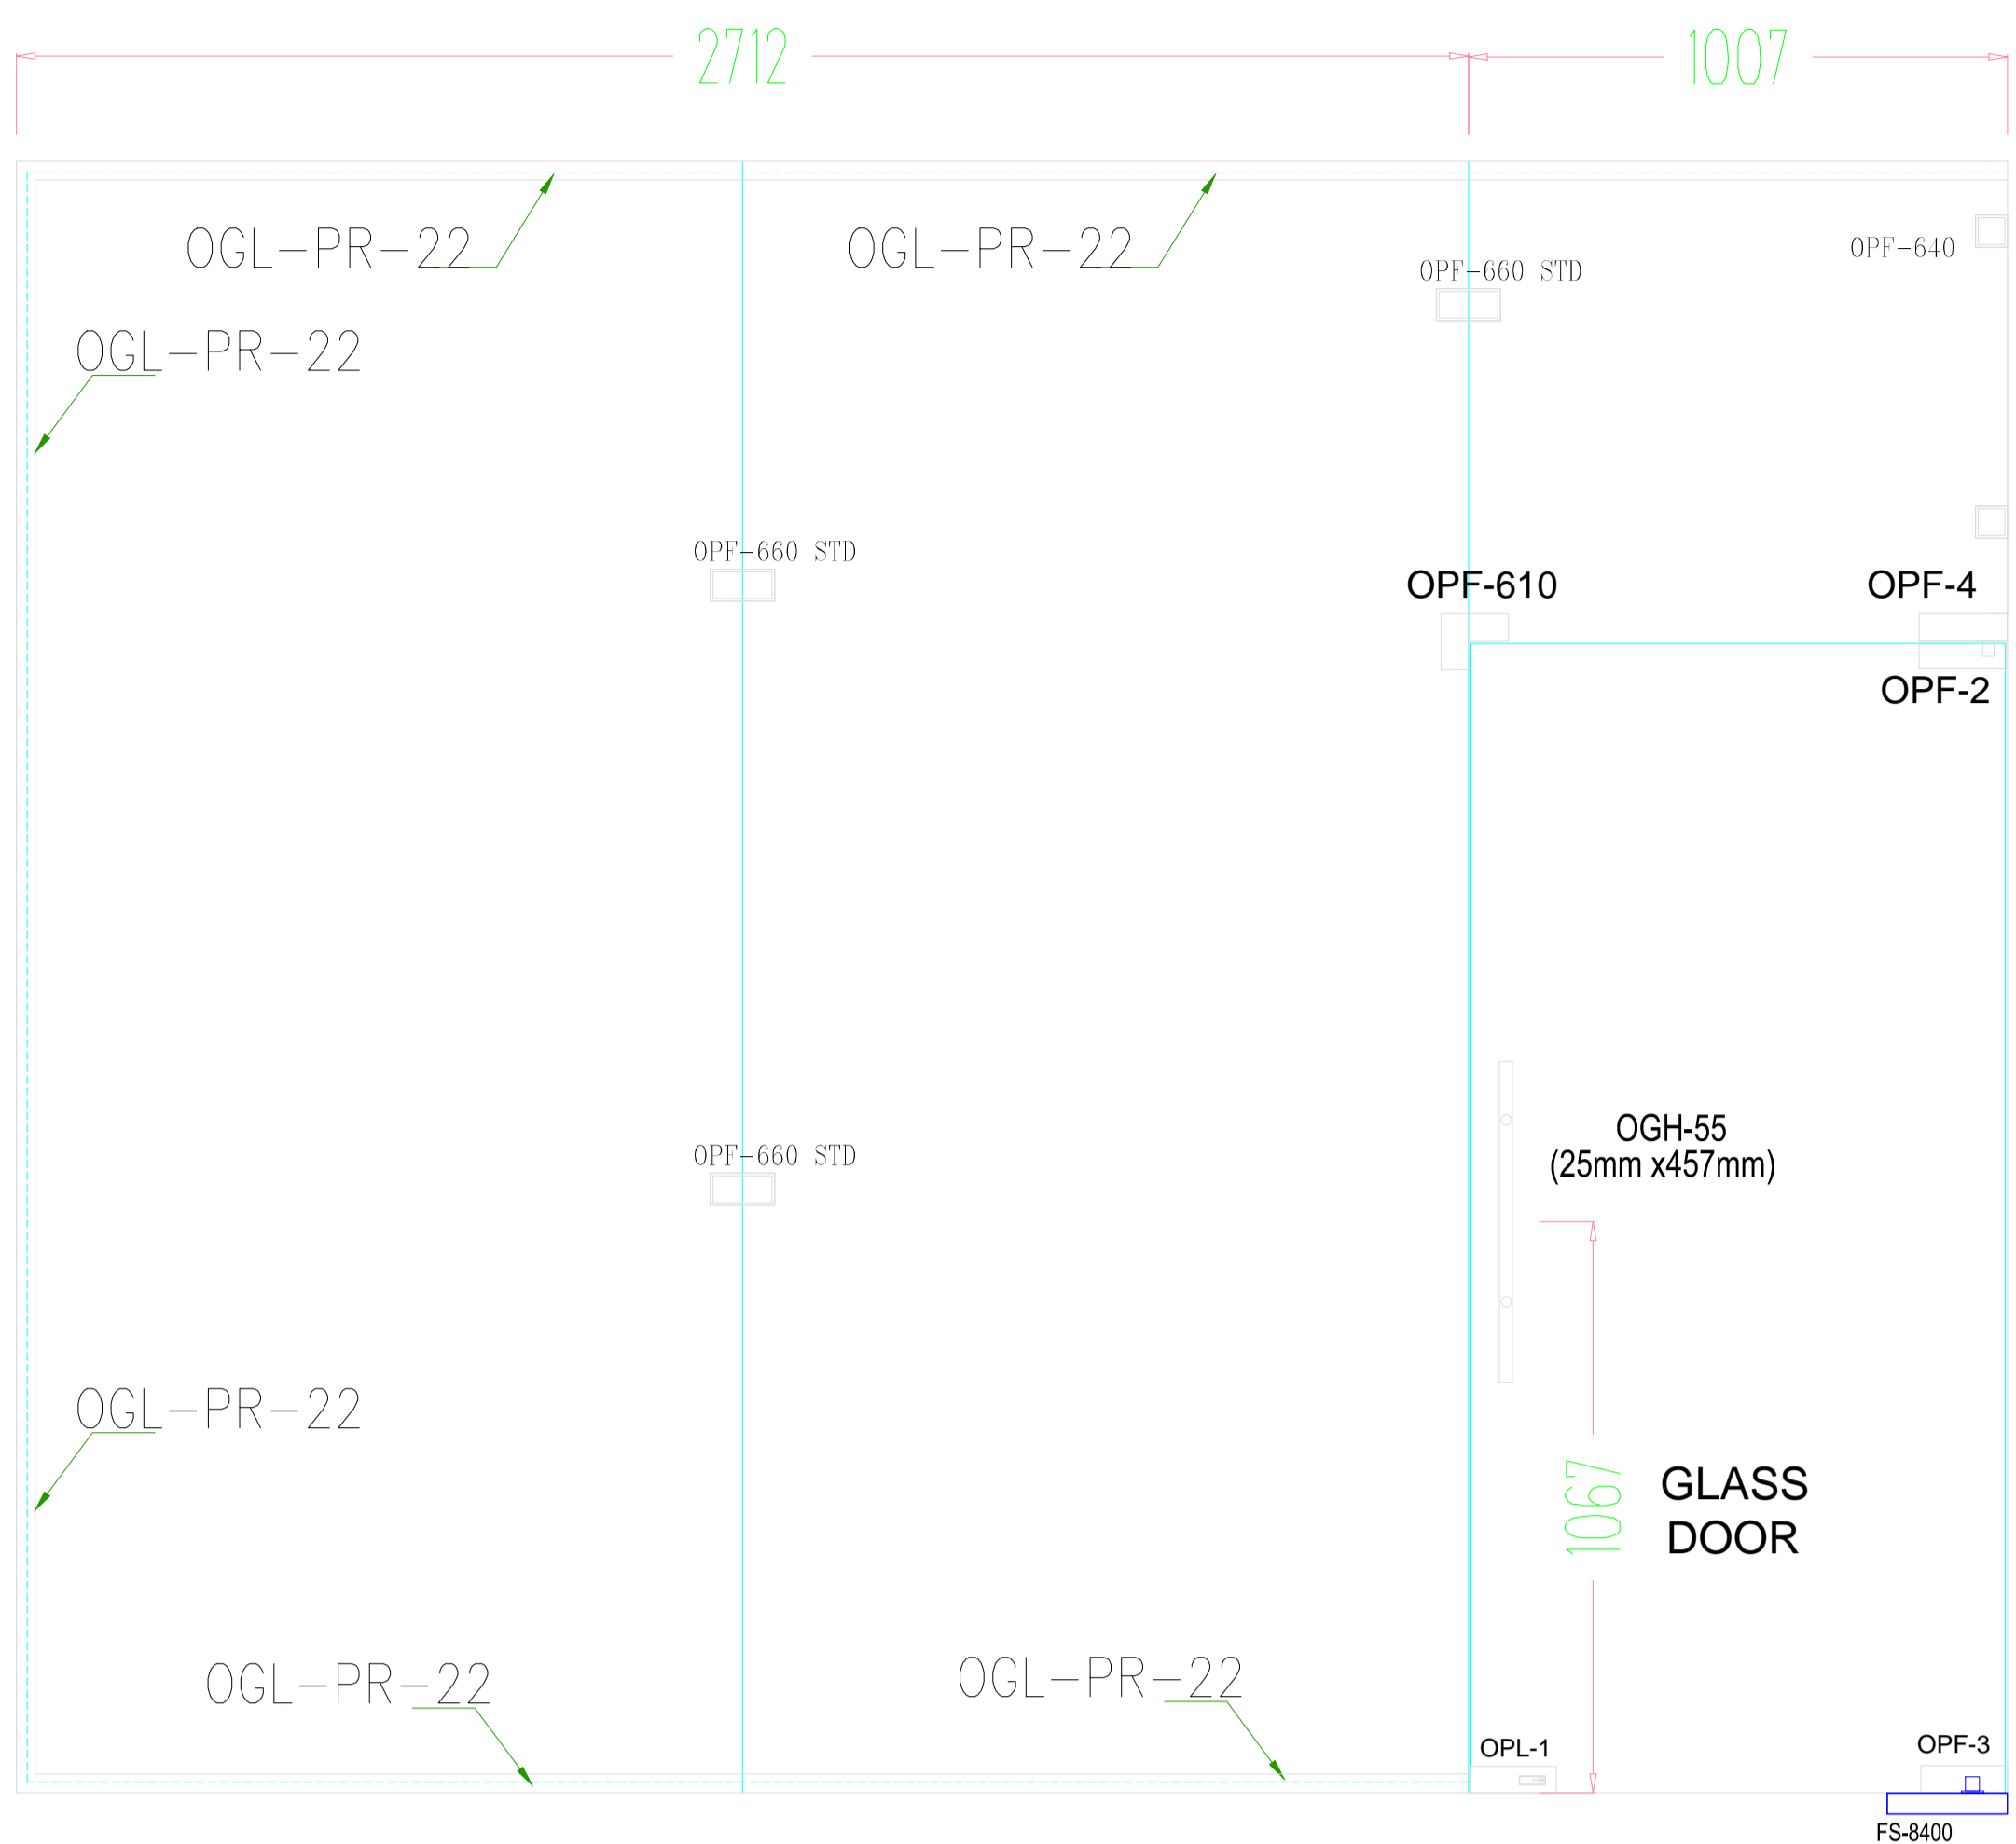 2712
1007
OGL-PR-22
OGL-PR-22
OPF-640
OPF-660 STD
OGL-PR-22
OPF-660 STD
OPF-610
OPF-4
OPF-2
OGH-55
(25mm x457mm)
OPF-660 STD
OGL-PR-22
1067
GLASS
DOOR
OGL-PR-22
OGL-PR-22
OPL-1
OPF-3
FS-8400